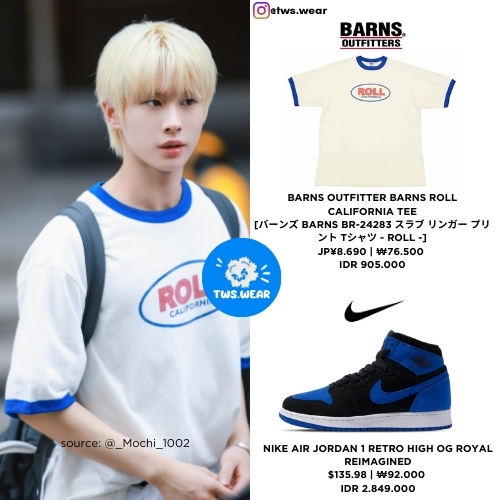 @tws.wear
BARNS
OUTFITTERS
ROLL
CALIFORNIA
BARNS OUTFITTER BARNS ROLL
CALIFORNIA TEE
[バーンズ BARNS BR-24283 スラブ リンガー プリ
ント Tシャツ - ROLL -]
JP¥8.690 | ₩76.500
IDR 905.000
ROLL
CALIFORNIA
TWS.WEAR
source: @_Mochi_1002
NIKE AIR JORDAN 1 RETRO HIGH OG ROYAL
REIMAGINED
$135.98 | ₩92.000
IDR 2.849.000